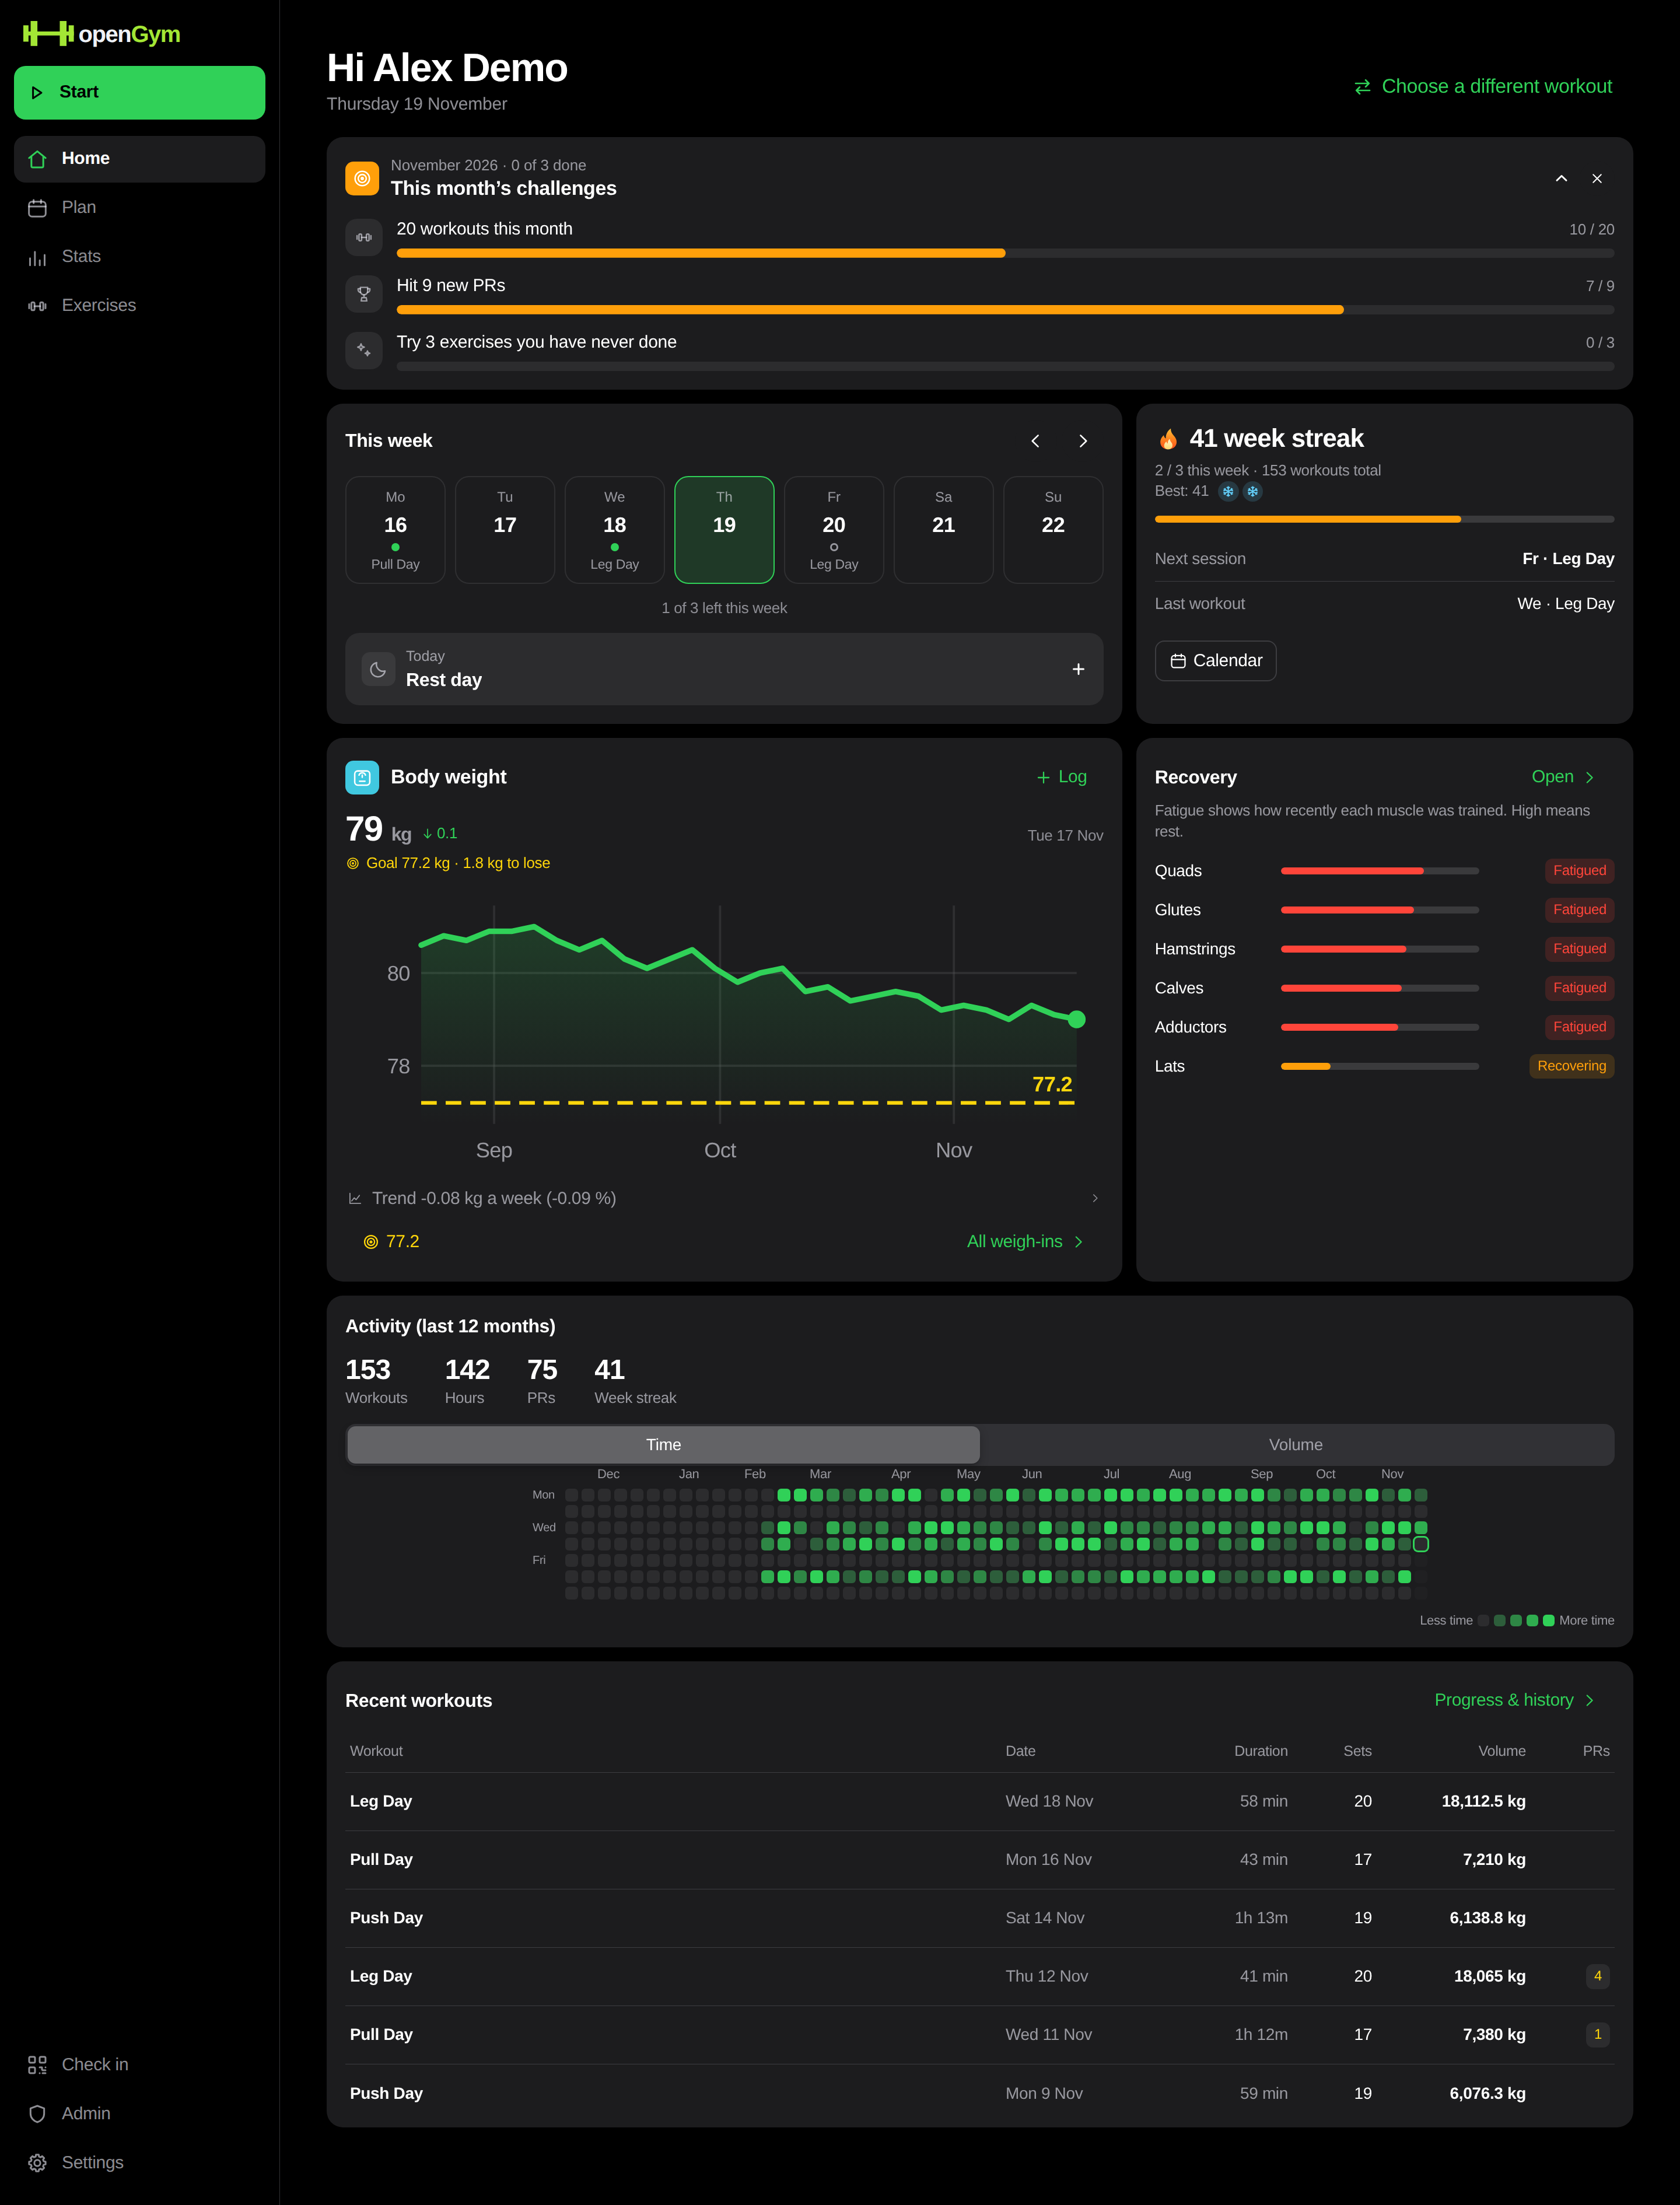 openGym
Start
Home
Plan
Stats
Exercises
Check in
Admin
Settings
Hi Alex Demo
Thursday 19 November
Choose a different workout
November 2026 · 0 of 3 done
This month’s challenges
20 workouts this month 10 / 20
Hit 9 new PRs 7 / 9
Try 3 exercises you have never done 0 / 3
This week
Mo Tu We Th Fr Sa Su
16 17 18 19 20 21 22
Pull Day Leg Day Leg Day
1 of 3 left this week
Today
Rest day
41 week streak
2 / 3 this week · 153 workouts total
Best: 41
Next session Fr · Leg Day
Last workout We · Leg Day
Calendar
Body weight Log
79 kg 0.1 Tue 17 Nov
Goal 77.2 kg · 1.8 kg to lose
80
78
77.2
Sep Oct Nov
Trend -0.08 kg a week (-0.09 %)
77.2 All weigh-ins
Recovery Open
Fatigue shows how recently each muscle was trained. High means
rest.
Quads Fatigued
Glutes Fatigued
Hamstrings Fatigued
Calves Fatigued
Adductors Fatigued
Lats Recovering
Activity (last 12 months)
153 142 75 41
Workouts Hours PRs Week streak
Time Volume
Dec Jan Feb Mar Apr May Jun Jul Aug Sep Oct Nov
Mon
Wed
Fri
Less time More time
Recent workouts Progress & history
Workout Date Duration Sets Volume PRs
Leg Day Wed 18 Nov 58 min 20 18,112.5 kg
Pull Day Mon 16 Nov 43 min 17 7,210 kg
Push Day Sat 14 Nov 1h 13m 19 6,138.8 kg
Leg Day Thu 12 Nov 41 min 20 18,065 kg 4
Pull Day Wed 11 Nov 1h 12m 17 7,380 kg 1
Push Day Mon 9 Nov 59 min 19 6,076.3 kg